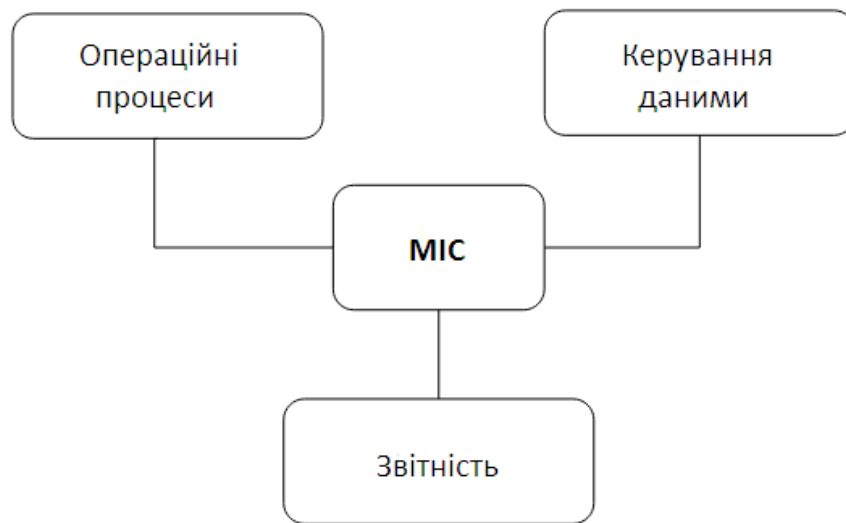 Операційні
процеси
Керування
даними
МІС
Звітність